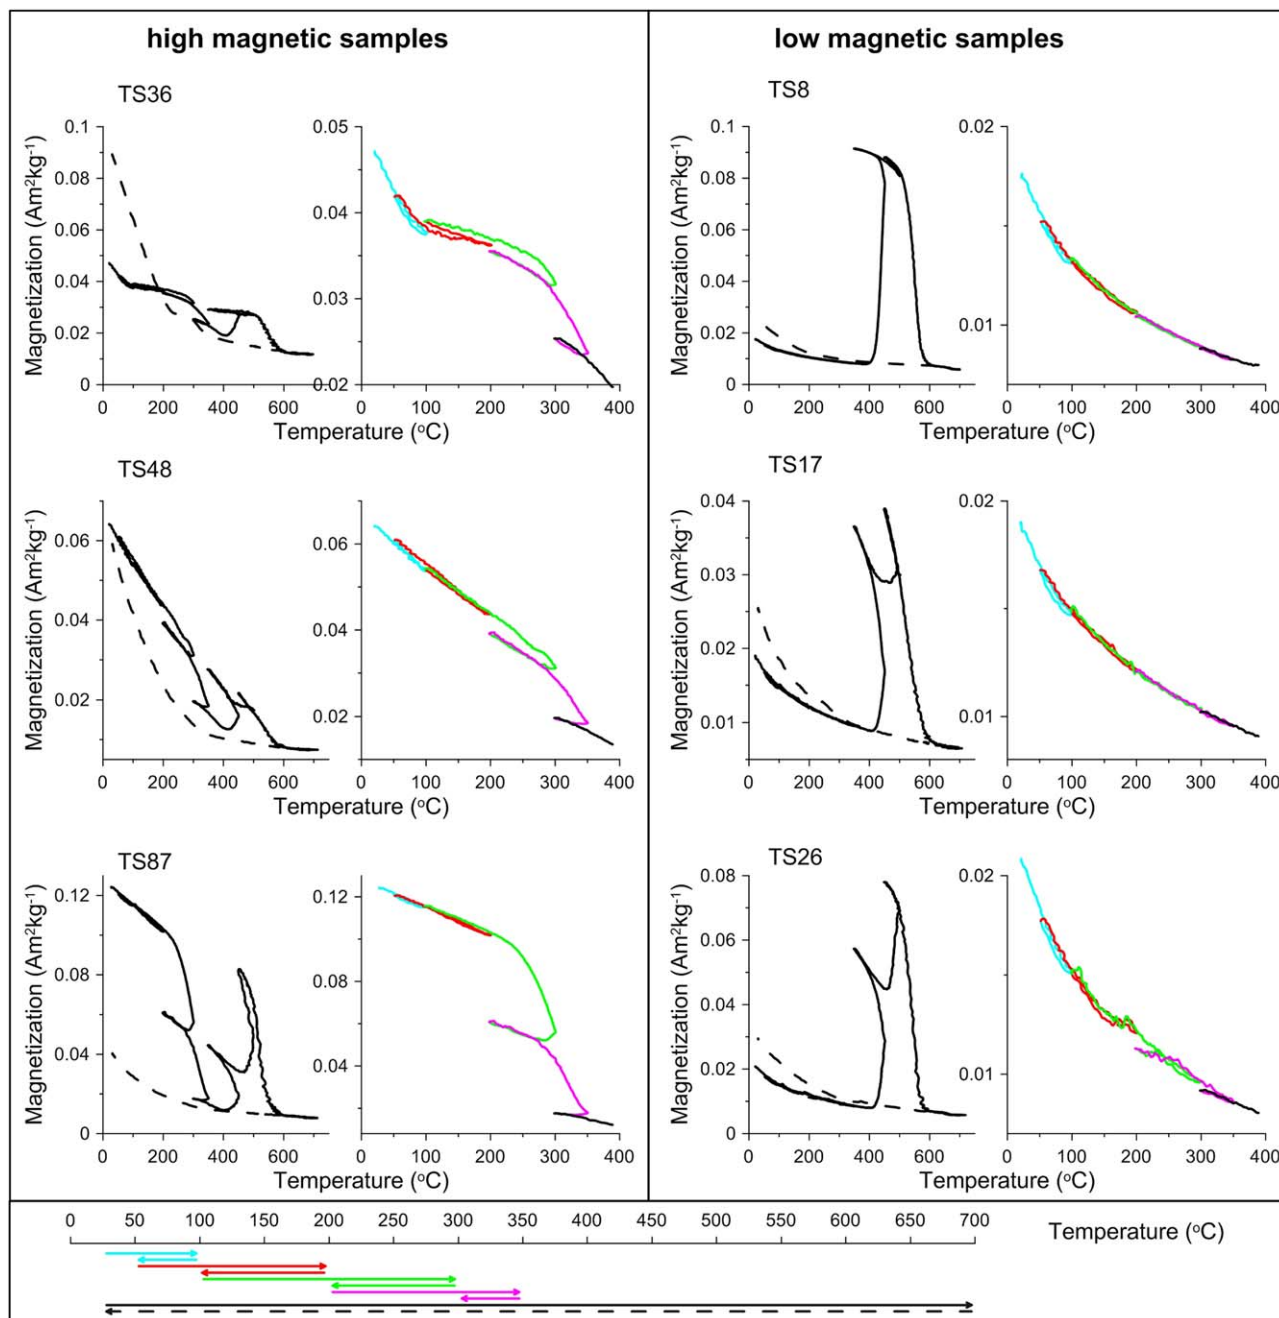 high magnetic samples
low magnetic samples
TS36
Magnetization (Am²kg⁻¹)
0.1
0.08
0.06
0.04
0.02
0
0 200 400 600
0.05
0.04
0.03
0.02
0 100 200 300 400
Temperature (°C)
TS8
Magnetization (Am²kg⁻¹)
0.1
0.08
0.06
0.04
0.02
0
0 200 400 600
0.02
0.01
0 100 200 300 400
Temperature (°C)
TS48
Magnetization (Am²kg⁻¹)
0.06
0.04
0.02
0 200 400 600
0.06
0.04
0.02
0 100 200 300 400
Temperature (°C)
TS17
Magnetization (Am²kg⁻¹)
0.04
0.03
0.02
0.01
0 200 400 600
0.02
0.01
0 100 200 300 400
Temperature (°C)
TS87
Magnetization (Am²kg⁻¹)
0.12
0.08
0.04
0
0 200 400 600
0.12
0.08
0.04
0 100 200 300 400
Temperature (°C)
TS26
Magnetization (Am²kg⁻¹)
0.08
0.06
0.04
0.02
0
0 200 400 600
0.02
0.01
0 100 200 300 400
Temperature (°C)
0 50 100 150 200 250 300 350 400 450 500 550 600 650 700 Temperature (°C)